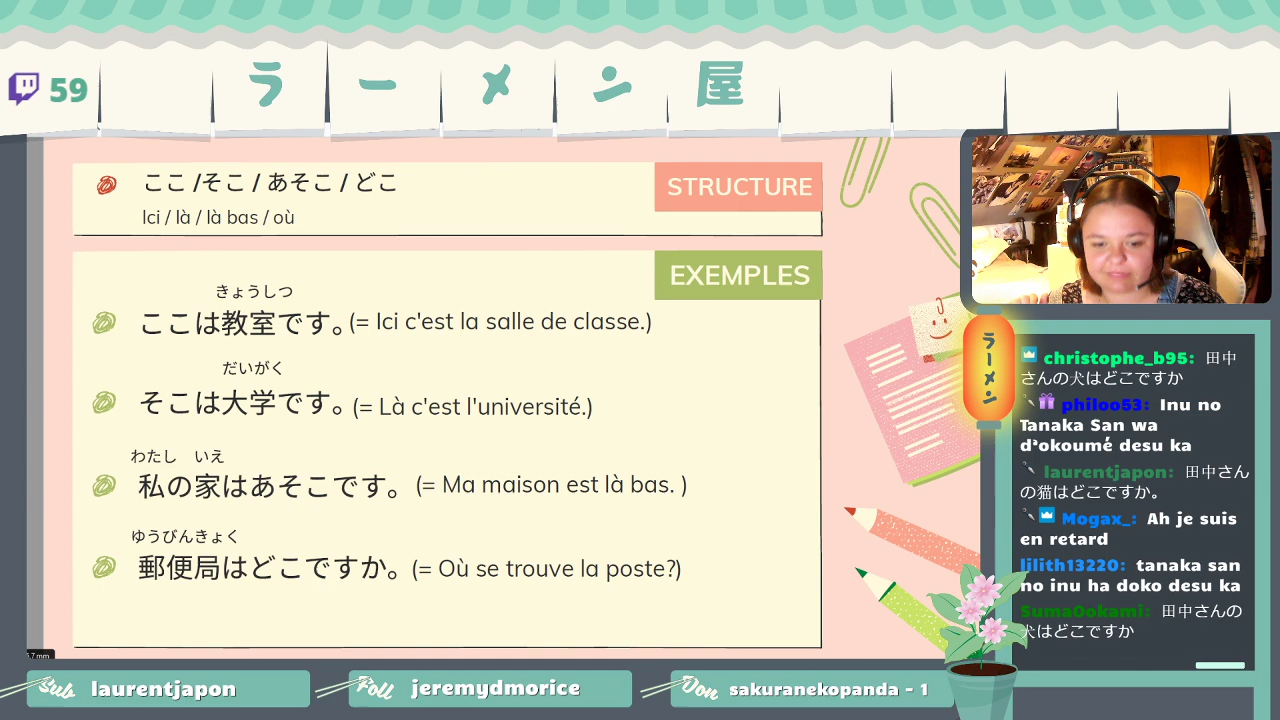 59
ラーメン屋
ここ /そこ / あそこ / どこ
Ici / là / là bas / où
STRUCTURE
EXEMPLES
きょうしつ
ここは教室です。(= Ici c'est la salle de classe.)
だいがく
そこは大学です。(= Là c'est l'université.)
わたし いえ
私の家はあそこです。(= Ma maison est là bas. )
ゆうびんきょく
郵便局はどこですか。(= Où se trouve la poste?)
ラーメン
christophe_b95: 田中
さんの犬はどこですか
philoo53: Inu no
Tanaka San wa
d'okoumé desu ka
laurentjapon: 田中さん
の猫はどこですか。
Mogax_: Ah je suis
en retard
lilith13220: tanaka san
no inu ha doko desu ka
SumaOokami: 田中さんの
犬はどこですか
Sub laurentjapon
Foll jeremydmorice
Don sakuranekopanda - 1